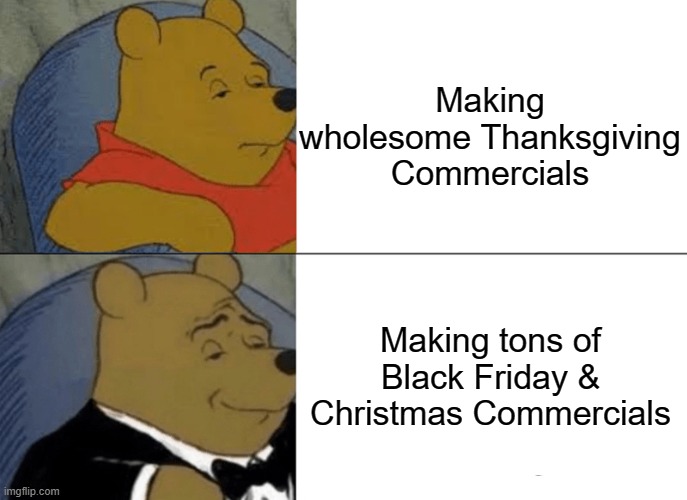 Making
wholesome Thanksgiving
Commercials
Making tons of
Black Friday &
Christmas Commercials
imgflip.com